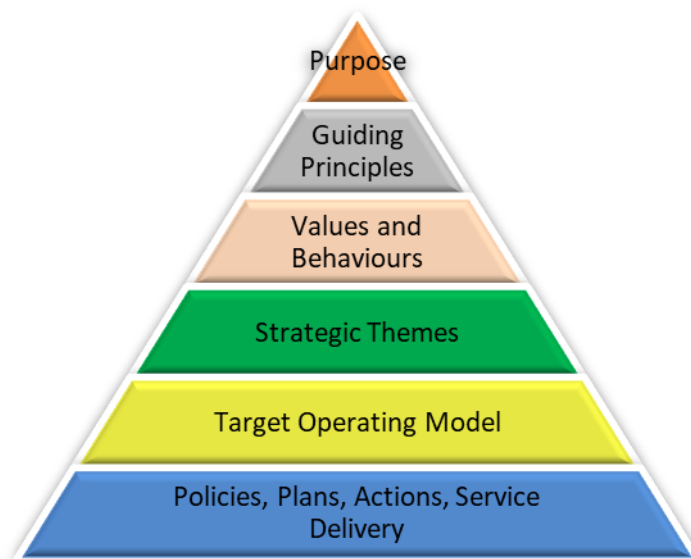 Purpose
Guiding
Principles
Values and
Behaviours
Strategic Themes
Target Operating Model
Policies, Plans, Actions, Service
Delivery